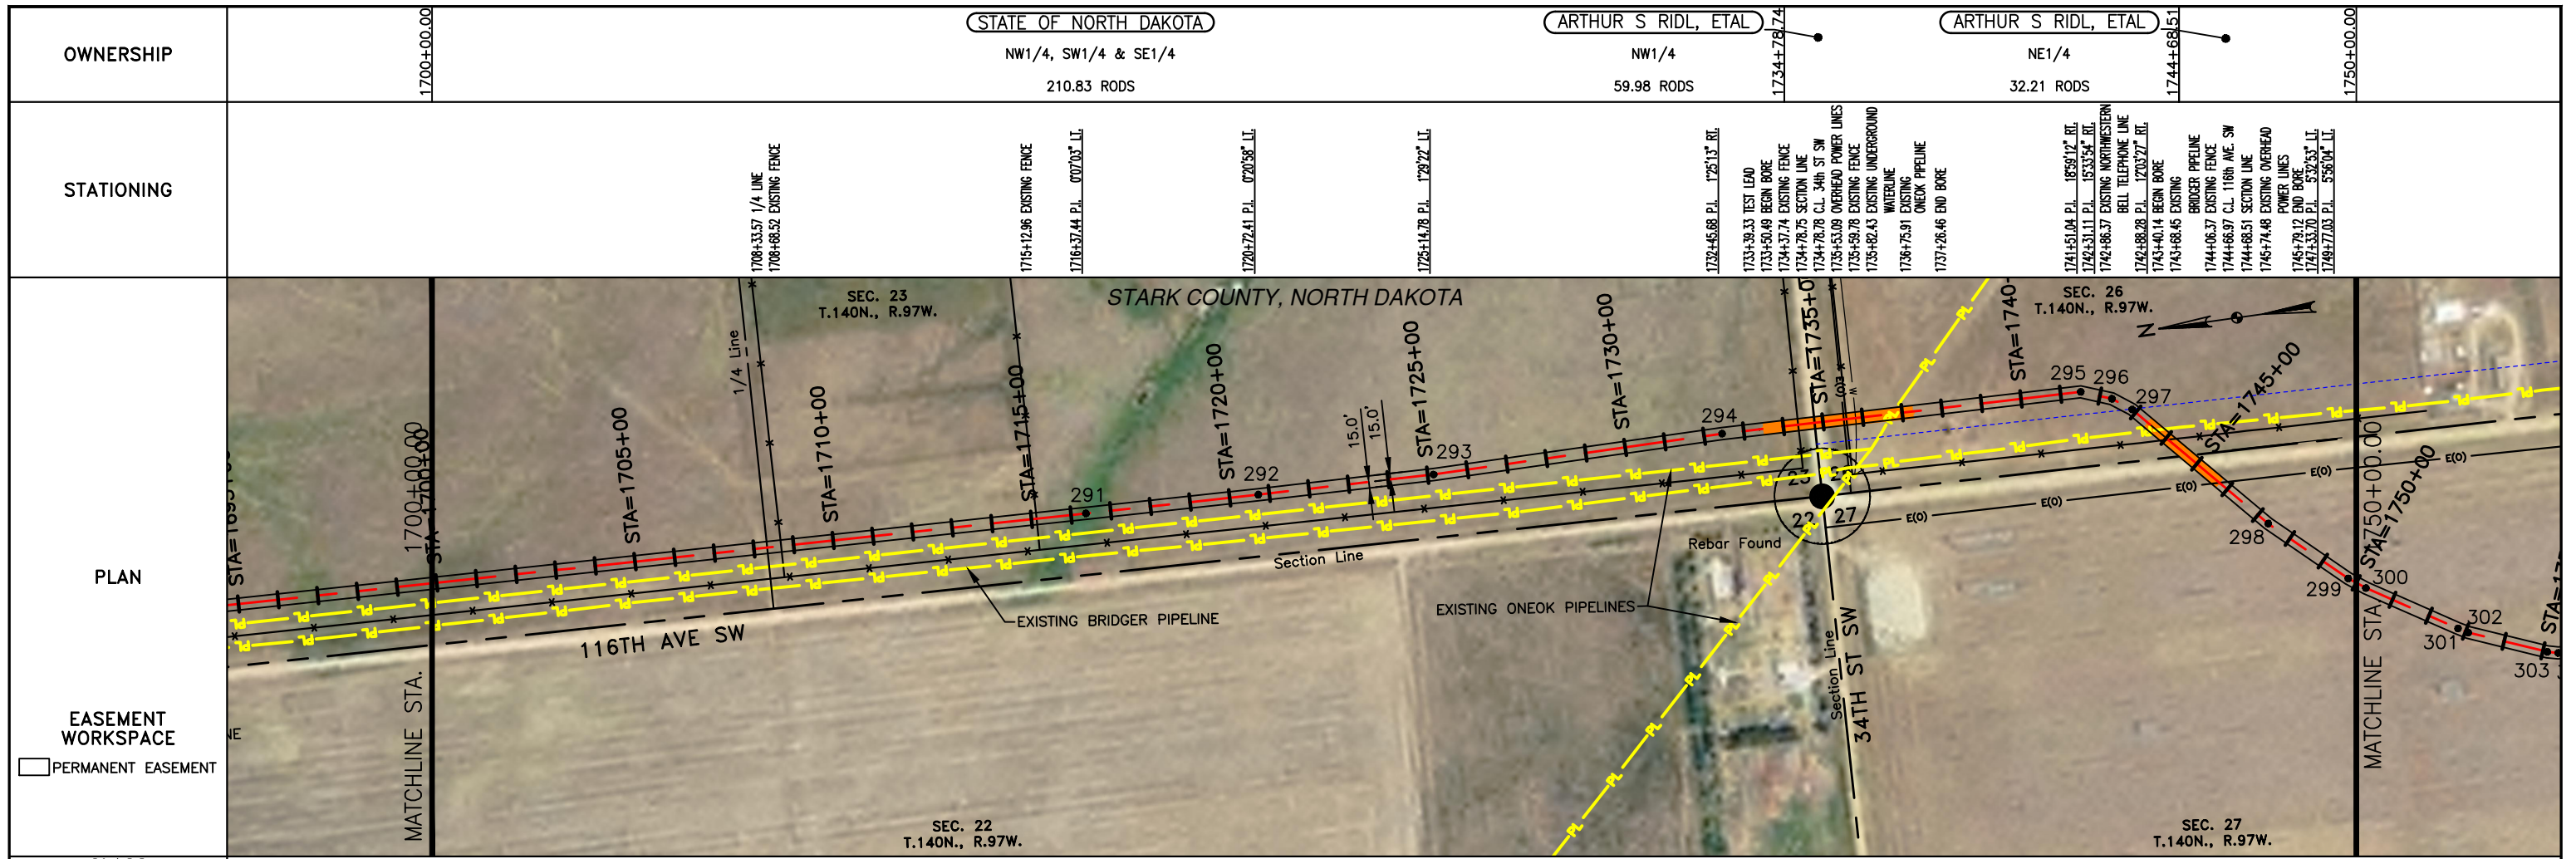 OWNERSHIP
1700+00.00
STATE OF NORTH DAKOTA
NW1/4, SW1/4 & SE1/4
210.83 RODS
ARTHUR S RIDL, ETAL
NW1/4
59.98 RODS
1734+78.74
ARTHUR S RIDL, ETAL
NE1/4
32.21 RODS
1744+68.51
1750+00.00
STATIONING
1708+33.57 1/4 LINE
1708+68.52 EXISTING FENCE
1715+12.96 EXISTING FENCE
1716+37.44 P.I. 0°07'03" LT.
1720+72.41 P.I. 0°20'58" LT.
1725+14.78 P.I. 1°29'22" LT.
1732+45.68 P.I. 1°25'13" RT.
1733+39.33 TEST LEAD
1733+50.49 BEGIN BORE
1734+37.74 EXISTING FENCE
1734+78.75 SECTION LINE
1734+78.78 C.L. 34th ST SW
1735+53.09 OVERHEAD POWER LINES
1735+59.78 EXISTING FENCE
1735+82.43 EXISTING UNDERGROUND
WATERLINE
1736+75.91 EXISTING
ONEOK PIPELINE
1737+26.46 END BORE
1741+51.04 P.I. 18°59'12" RT.
1742+31.11 P.I. 15°33'54" RT.
1742+86.37 EXISTING NORTHWESTERN
BELL TELEPHONE LINE
1742+88.28 P.I. 12°03'27" RT.
1743+40.14 BEGIN BORE
1743+68.45 EXISTING
BRIDGER PIPELINE
1744+06.37 EXISTING FENCE
1744+66.97 C.L. 116th AVE. SW
1744+68.51 SECTION LINE
1745+74.48 EXISTING OVERHEAD
POWER LINES
1745+79.12 END BORE
1747+33.70 P.I. 5°32'53" LT.
1749+77.03 P.I. 5°56'04" LT.
PLAN
STARK COUNTY, NORTH DAKOTA
SEC. 23
T.140N., R.97W.
SEC. 26
T.140N., R.97W.
N
1/4 Line
STA=1700+00
STA=1705+00
STA=1710+00
STA=1715+00
STA=1720+00
STA=1725+00
STA=1730+00
STA=1735+0
STA=1740-
STA=1745+00
STA=1750+00
15.0'
15.0'
291
292
293
294
295
296
297
298
299
300
301
302
303
PL
E(O)
E(O)
E(O)
E(O)
W
23
22
27
Rebar Found
Section Line
EXISTING BRIDGER PIPELINE
EXISTING ONEOK PIPELINES
116TH AVE SW
Section Line
34TH ST SW
MATCHLINE STA. 1700+00.00
MATCHLINE STA. 1750+00.00
EASEMENT
WORKSPACE
PERMANENT EASEMENT
NE
SEC. 22
T.140N., R.97W.
SEC. 27
T.140N., R.97W.